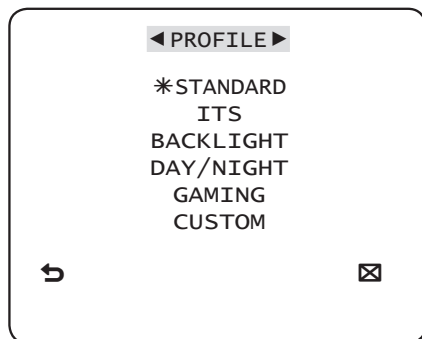 ◄PROFILE►
✳STANDARD
ITS
BACKLIGHT
DAY/NIGHT
GAMING
CUSTOM